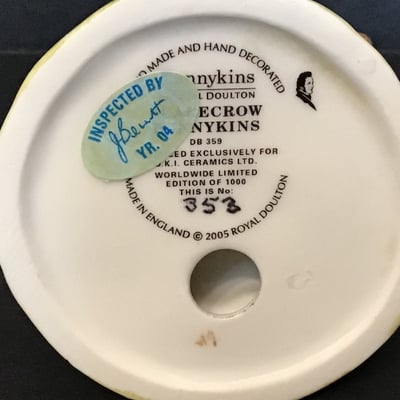 MADE AND HAND DECORATED
nnykins
L DOULTON
ECROW
NYKINS
DB 359
ED EXCLUSIVELY FOR
K.I. CERAMICS LTD.
WORLDWIDE LIMITED
EDITION OF 1000
THIS IS No:
353
MADE IN ENGLAND © 2005 ROYAL DOULTON
INSPECTED BY
YR. 04